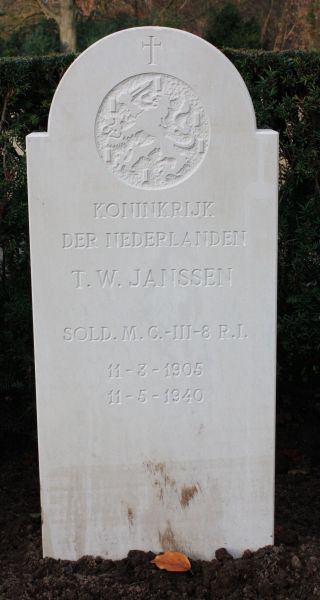 KONINKRIJK
DER NEDERLANDEN
T. W. JANSSEN
SOLD. M. C.-III-8 R.I.
11-3-1905
11-5-1940